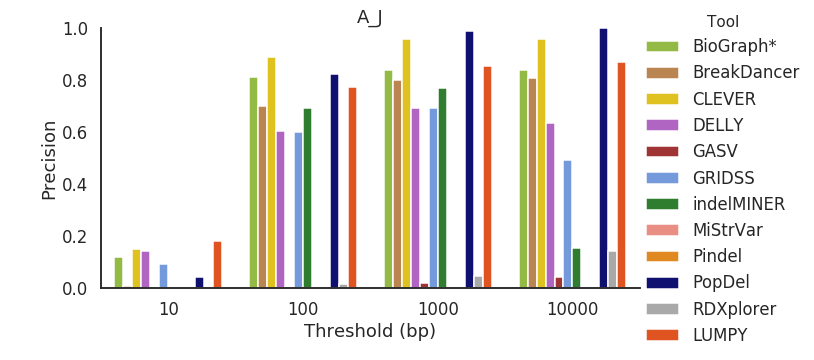 A_J
Precision
1.0
0.8
0.6
0.4
0.2
0.0
10 100 1000 10000
Threshold (bp)
Tool
BioGraph*
BreakDancer
CLEVER
DELLY
GASV
GRIDSS
indelMINER
MiStrVar
Pindel
PopDel
RDXplorer
LUMPY